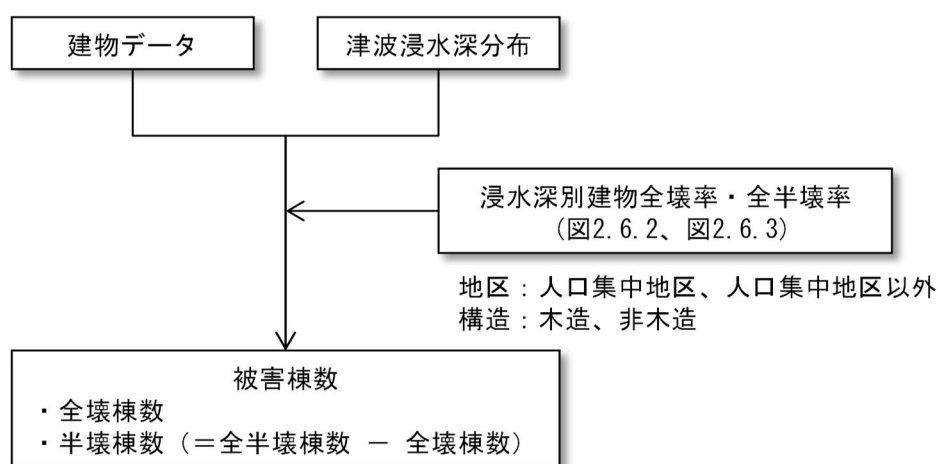 建物データ
津波浸水深分布
浸水深別建物全壊率・全半壊率
(図2.6.2、図2.6.3)
地区：人口集中地区、人口集中地区以外
構造：木造、非木造
被害棟数
・全壊棟数
・半壊棟数（＝全半壊棟数 － 全壊棟数）